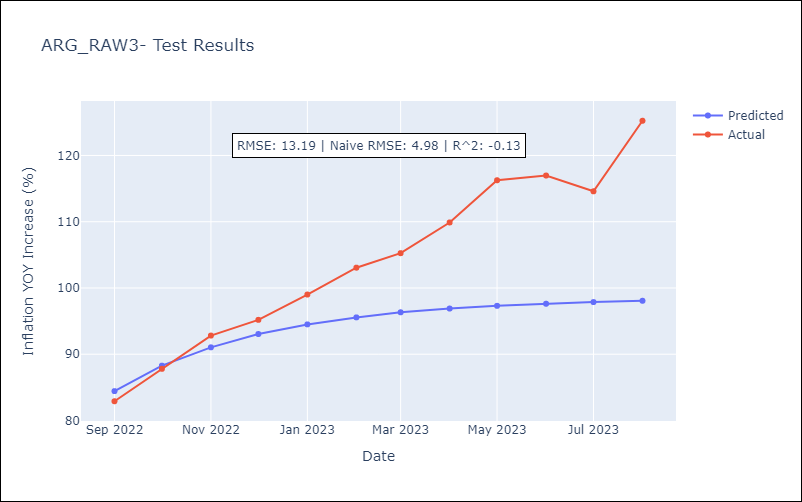 ARG_RAW3- Test Results
Predicted
Actual
RMSE: 13.19 | Naive RMSE: 4.98 | R^2: -0.13
Inflation YOY Increase (%)
120
110
100
90
80
Sep 2022 Nov 2022 Jan 2023 Mar 2023 May 2023 Jul 2023
Date